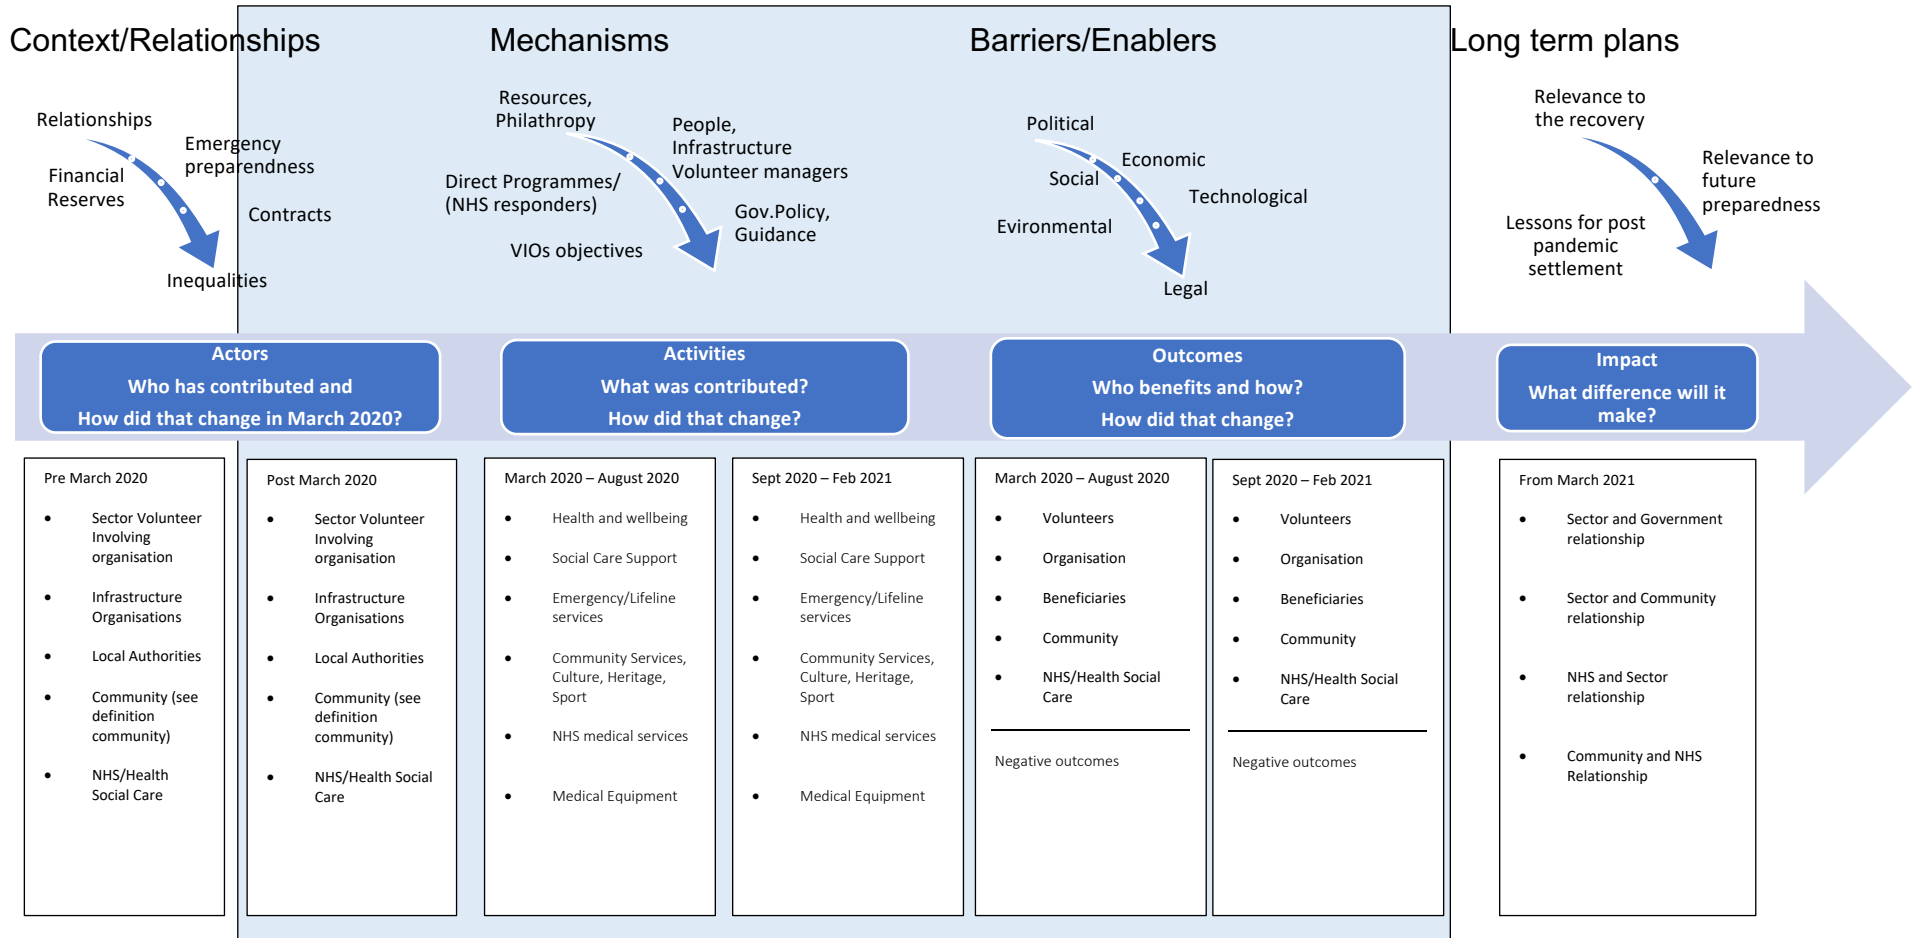 Context/Relationships
Mechanisms
Barriers/Enablers
Long term plans
Relationships
Emergency
preparendness
Financial
Reserves
Contracts
Inequalities
Resources,
Philathropy
People,
Infrastructure
Volunteer managers
Direct Programmes/
(NHS responders)
Gov.Policy,
Guidance
VIOs objectives
Political
Economic
Social
Technological
Evironmental
Legal
Relevance to
the recovery
Relevance to
future
preparedness
Lessons for post
pandemic
settlement
Actors
Who has contributed and
How did that change in March 2020?
Activities
What was contributed?
How did that change?
Outcomes
Who benefits and how?
How did that change?
Impact
What difference will it
make?
Pre March 2020
• Sector Volunteer
Involving
organisation
• Infrastructure
Organisations
• Local Authorities
• Community (see
definition
community)
• NHS/Health
Social Care
Post March 2020
• Sector Volunteer
Involving
organisation
• Infrastructure
Organisations
• Local Authorities
• Community (see
definition
community)
• NHS/Health Social
Care
March 2020 – August 2020
• Health and wellbeing
• Social Care Support
• Emergency/Lifeline
services
• Community Services,
Culture, Heritage,
Sport
• NHS medical services
• Medical Equipment
Sept 2020 – Feb 2021
• Health and wellbeing
• Social Care Support
• Emergency/Lifeline
services
• Community Services,
Culture, Heritage,
Sport
• NHS medical services
• Medical Equipment
March 2020 – August 2020
• Volunteers
• Organisation
• Beneficiaries
• Community
• NHS/Health Social
Care
Negative outcomes
Sept 2020 – Feb 2021
• Volunteers
• Organisation
• Beneficiaries
• Community
• NHS/Health Social
Care
Negative outcomes
From March 2021
• Sector and Government
relationship
• Sector and Community
relationship
• NHS and Sector
relationship
• Community and NHS
Relationship